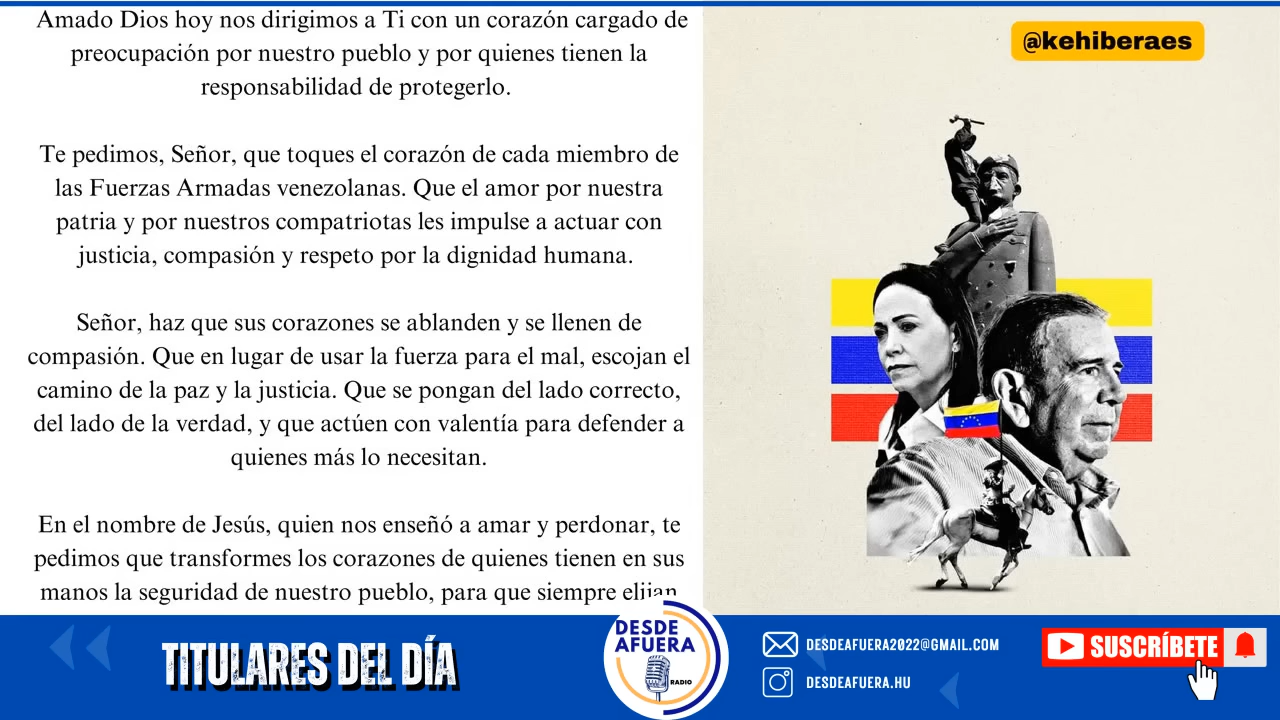 Amado Dios hoy nos dirigimos a Ti con un corazón cargado de
preocupación por nuestro pueblo y por quienes tienen la
responsabilidad de protegerlo.
Te pedimos, Señor, que toques el corazón de cada miembro de
las Fuerzas Armadas venezolanas. Que el amor por nuestra
patria y por nuestros compatriotas les impulse a actuar con
justicia, compasión y respeto por la dignidad humana.
Señor, haz que sus corazones se ablanden y se llenen de
compasión. Que en lugar de usar la fuerza para el mal, escojan el
camino de la paz y la justicia. Que se pongan del lado correcto,
del lado de la verdad, y que actúen con valentía para defender a
quienes más lo necesitan.
En el nombre de Jesús, quien nos enseñó a amar y perdonar, te
pedimos que transformes los corazones de quienes tienen en sus
manos la seguridad de nuestro pueblo, para que siempre elijan
@kehiberaes
TITULARES DEL DÍA
DESDE
AFUERA
RADIO
DESDEAFUERA2022@GMAIL.COM
DESDEAFUERA.HU
SUSCRÍBETE